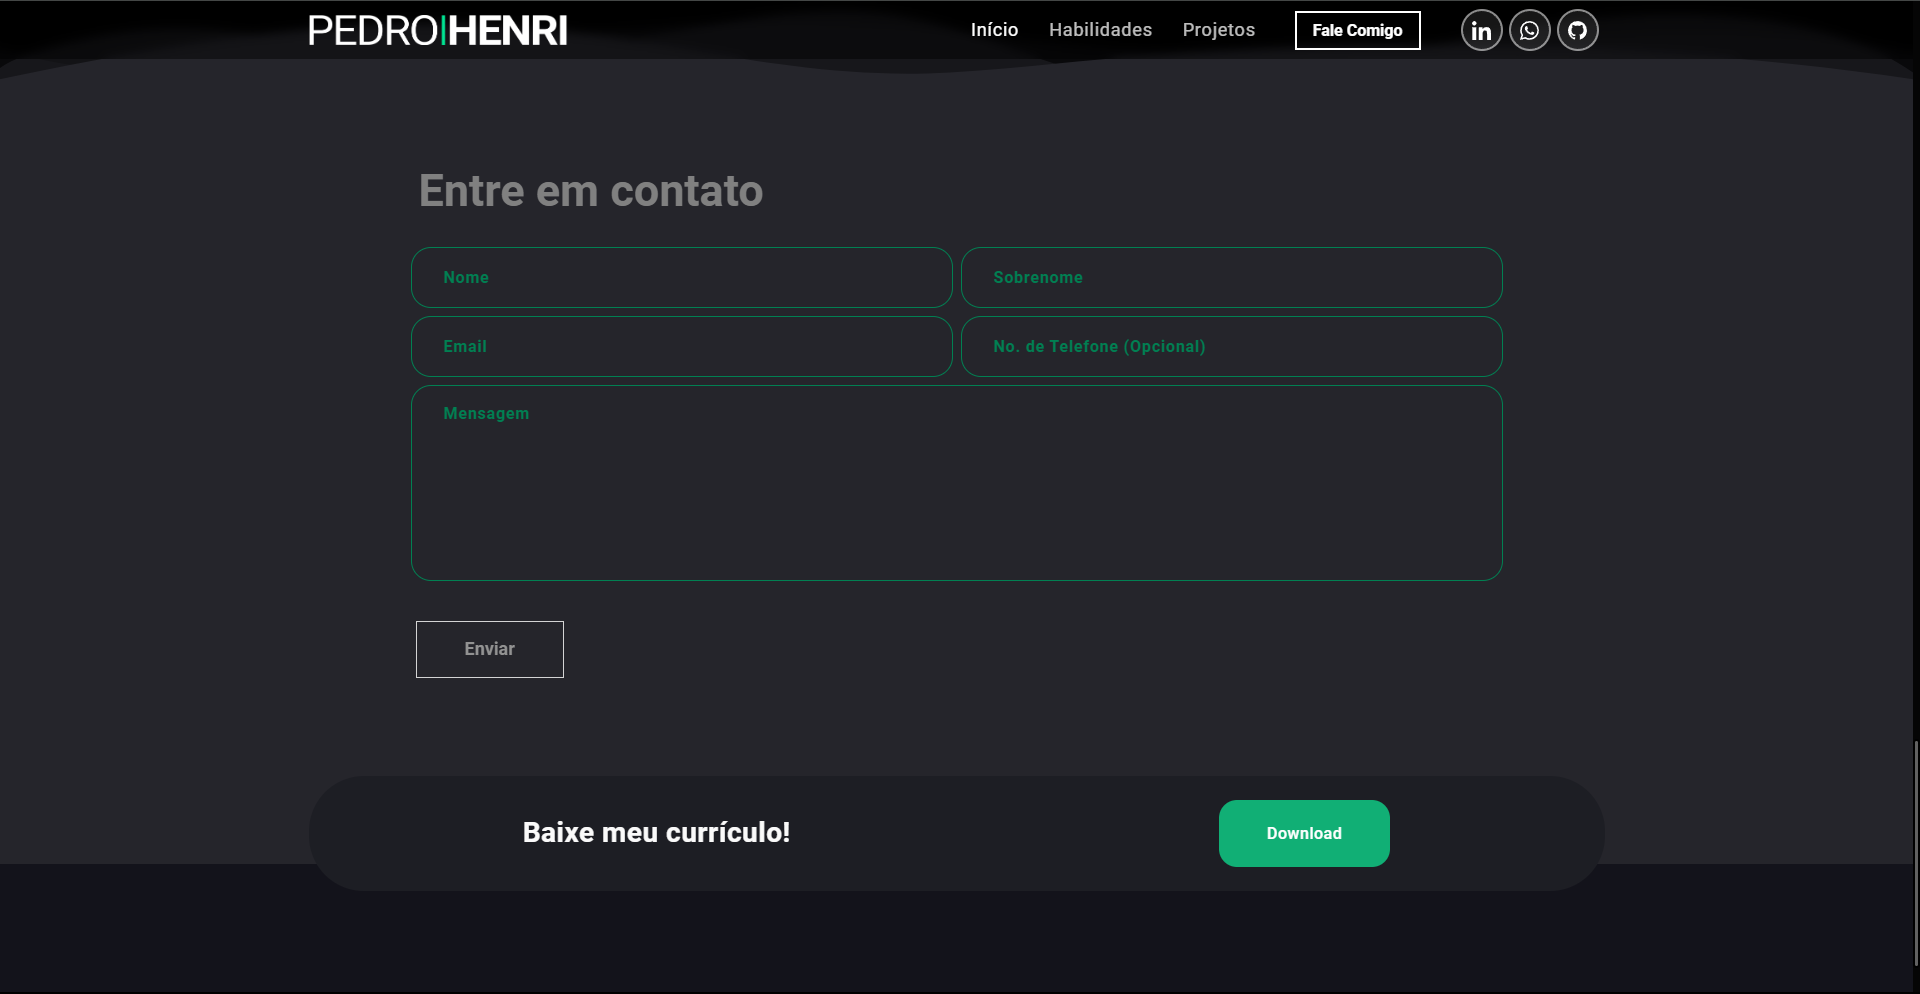 PEDRO|HENRI Início Habilidades Projetos Fale Comigo
Entre em contato
Nome Sobrenome
Email No. de Telefone (Opcional)
Mensagem
Enviar
Baixe meu currículo! Download